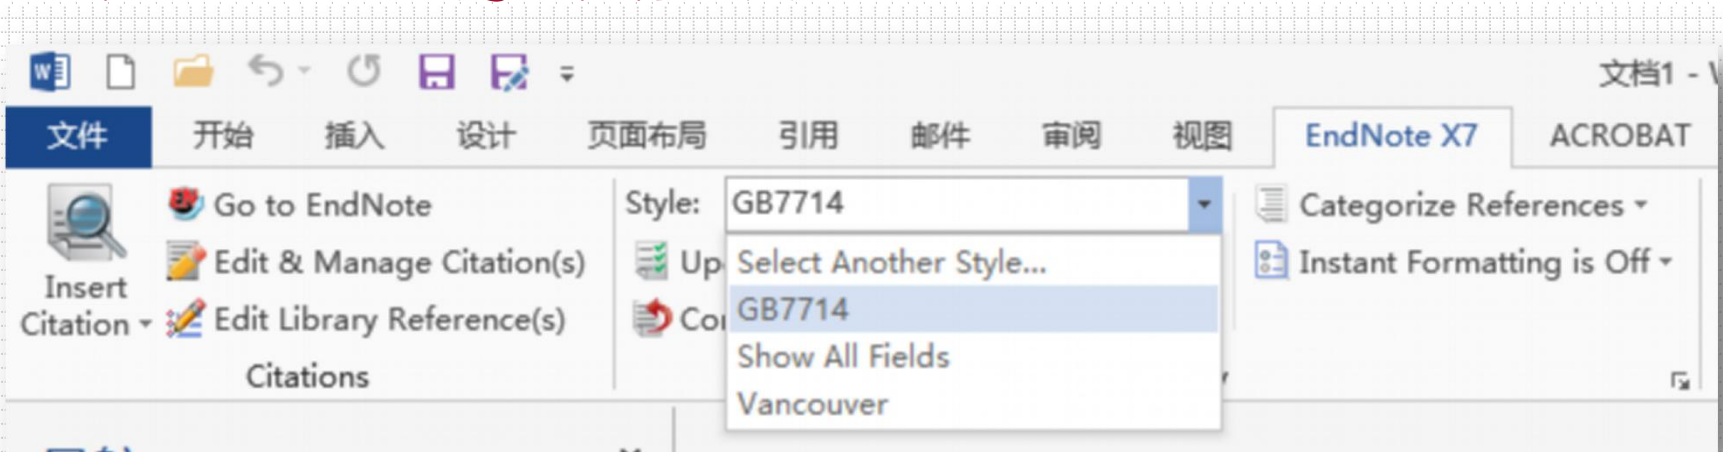 文档1 -
文件 开始 插入 设计 页面布局 引用 邮件 审阅 视图 EndNote X7 ACROBAT
Insert Citation
Go to EndNote
Edit & Manage Citation(s)
Edit Library Reference(s)
Citations
Style: GB7714
Up
Select Another Style...
GB7714
Show All Fields
Vancouver
Categorize References
Instant Formatting is Off